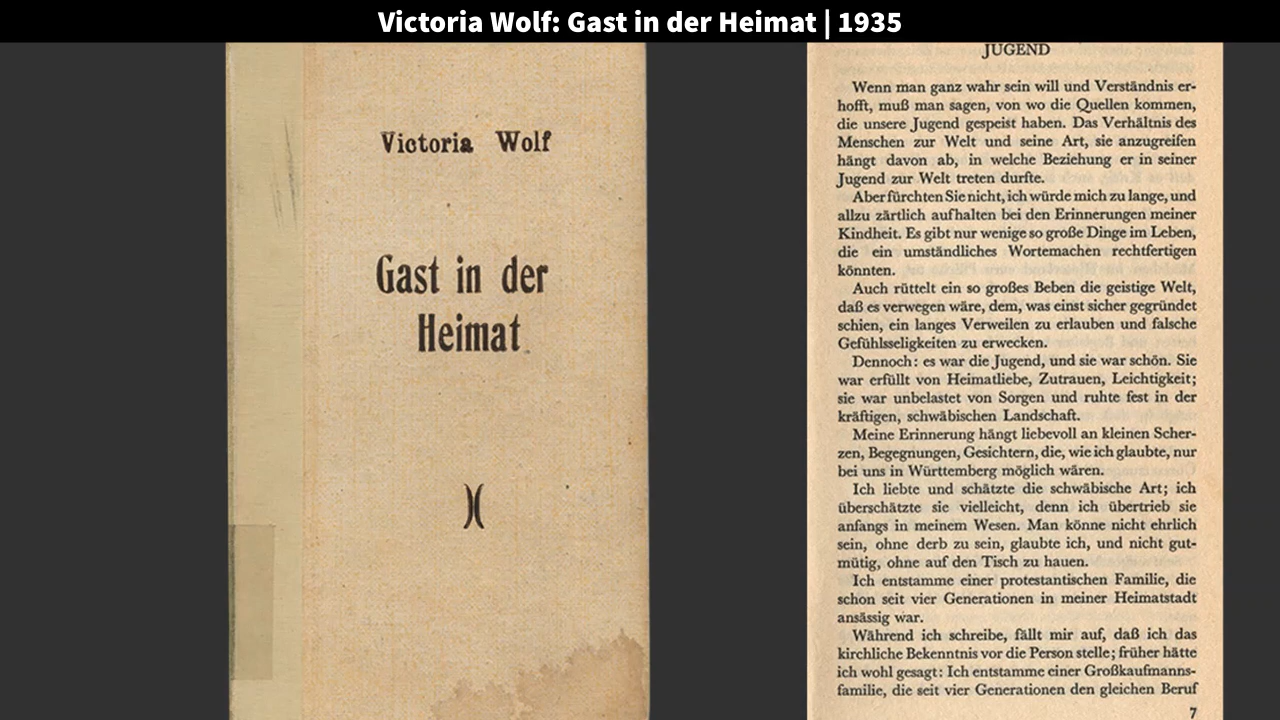 Victoria Wolf: Gast in der Heimat | 1935
Victoria Wolf
Gast in der
Heimat
JUGEND
Wenn man ganz wahr sein will und Verständnis er-
hofft, muß man sagen, von wo die Quellen kommen,
die unsere Jugend gespeist haben. Das Verhältnis des
Menschen zur Welt und seine Art, sie anzugreifen
hängt davon ab, in welche Beziehung er in seiner
Jugend zur Welt treten durfte.
Aber fürchten Sie nicht, ich würde mich zu lange, und
allzu zärtlich aufhalten bei den Erinnerungen meiner
Kindheit. Es gibt nur wenige so große Dinge im Leben,
die ein umständliches Wortemachen rechtfertigen
könnten.
Auch rüttelt ein so großes Beben die geistige Welt,
daß es verwegen wäre, dem, was einst sicher gegründet
schien, ein langes Verweilen zu erlauben und falsche
Gefühlsseligkeiten zu erwecken.
Dennoch: es war die Jugend, und sie war schön. Sie
war erfüllt von Heimatliebe, Zutrauen, Leichtigkeit;
sie war unbelastet von Sorgen und ruhte fest in der
kräftigen, schwäbischen Landschaft.
Meine Erinnerung hängt liebevoll an kleinen Scher-
zen, Begegnungen, Gesichtern, die, wie ich glaubte, nur
bei uns in Württemberg möglich wären.
Ich liebte und schätzte die schwäbische Art; ich
überschätzte sie vielleicht, denn ich übertrieb sie
anfangs in meinem Wesen. Man könne nicht ehrlich
sein, ohne derb zu sein, glaubte ich, und nicht gut-
mütig, ohne auf den Tisch zu hauen.
Ich entstamme einer protestantischen Familie, die
schon seit vier Generationen in meiner Heimatstadt
ansässig war.
Während ich schreibe, fällt mir auf, daß ich das
kirchliche Bekenntnis vor die Person stelle; früher hätte
ich wohl gesagt: Ich entstamme einer Großkaufmanns-
familie, die seit vier Generationen den gleichen Beruf
7